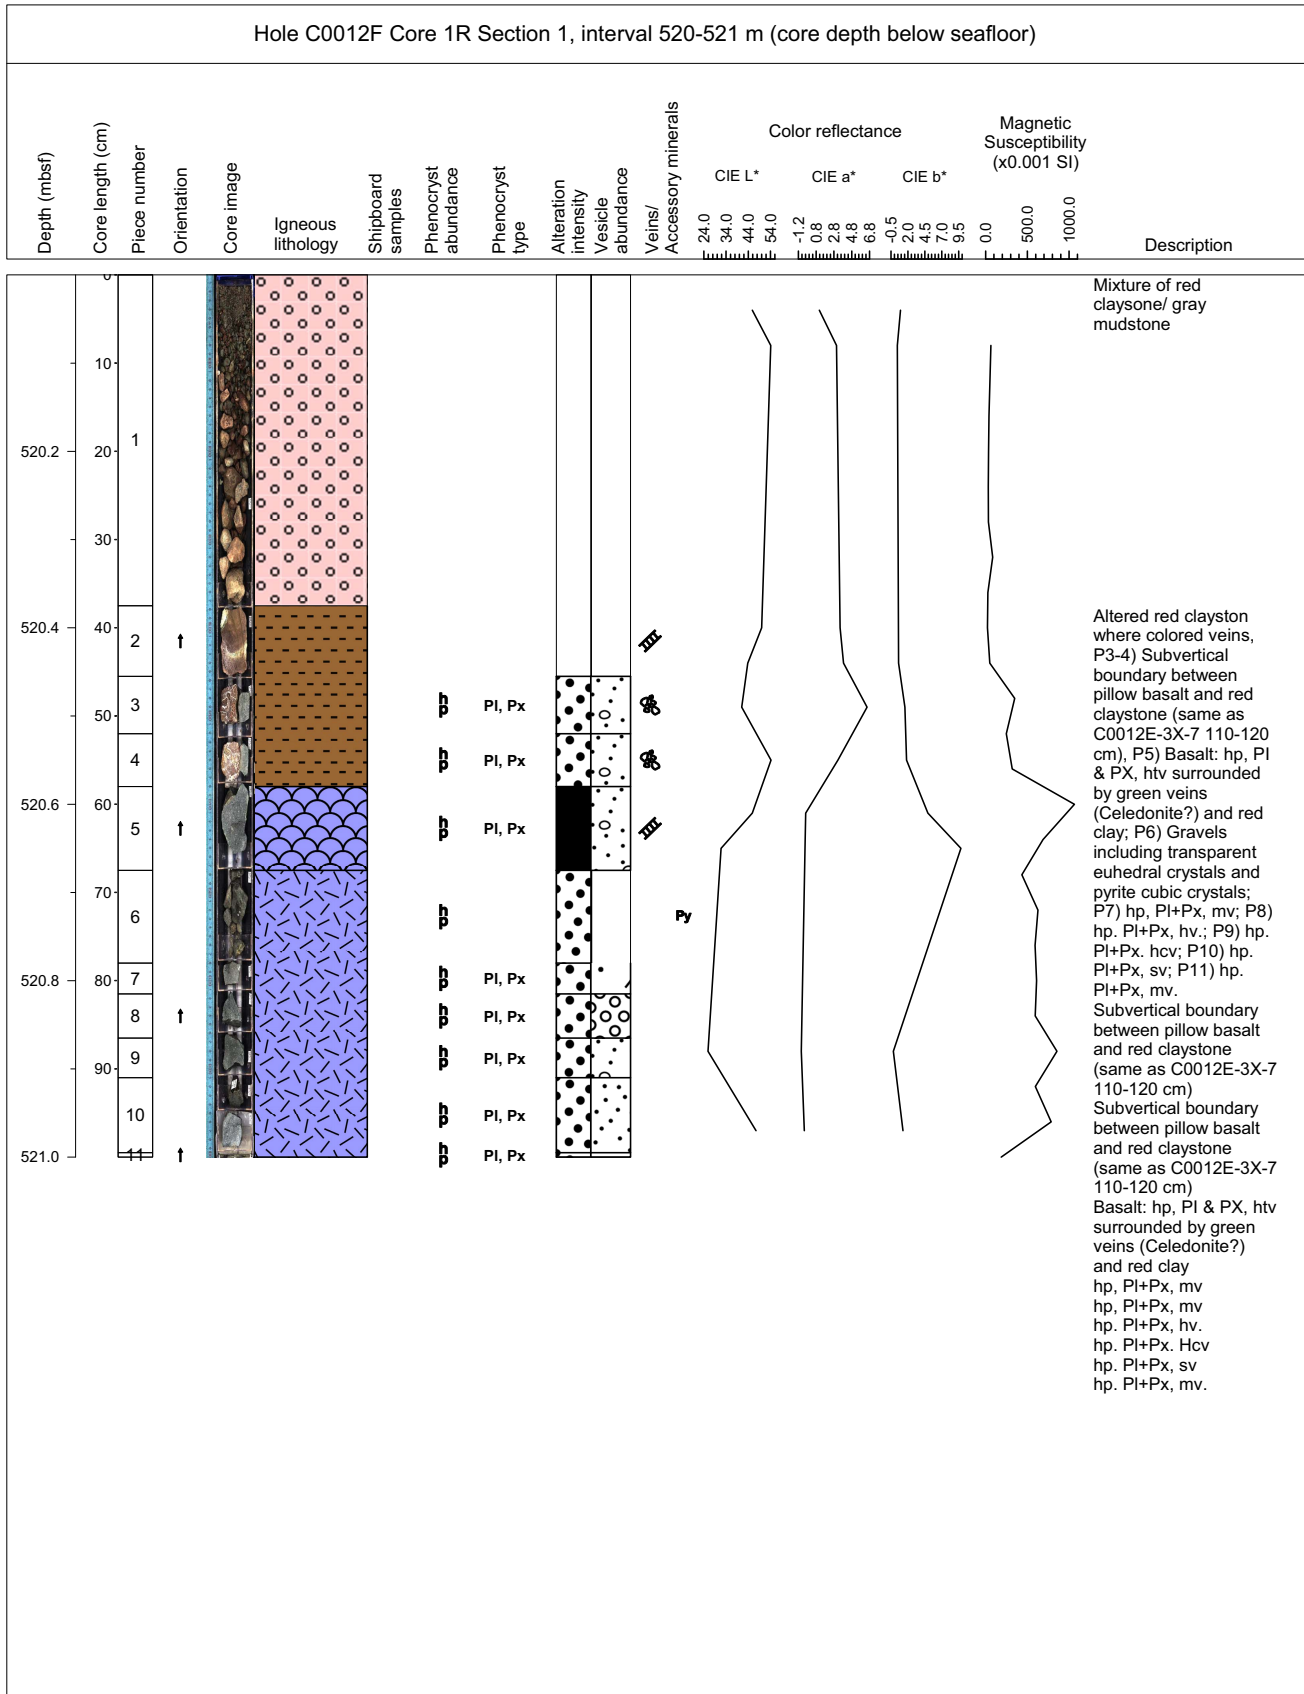 Hole C0012F Core 1R Section 1, interval 520-521 m (core depth below seafloor)
Depth (mbsf)
Core length (cm)
Piece number
Orientation
Core image
Igneous
lithology
Shipboard
samples
Phenocryst
abundance
Phenocryst
type
Alteration
intensity
Vesicle
abundance
Veins/
Accessory minerals
Color reflectance
CIE L*
CIE a*
CIE b*
24.0
34.0
44.0
54.0
-1.2
0.8
2.8
4.8
6.8
-0.5
2.0
4.5
7.0
9.5
Magnetic
Susceptibility
(x0.001 SI)
0.0
5000.0
1000.0
Description
520.2
520.4
520.6
520.8
521.0
0
10
20
30
40
50
60
70
80
90
1
2
3
4
5
6
7
8
9
10
11
hp
hp
hp
hp
hp
hp
hp
hp
hp
Pl, Px
Pl, Px
Pl, Px
Pl, Px
Pl, Px
Pl, Px
Pl, Px
Pl, Px
Py
Mixture of red
claysone/ gray
mudstone
Altered red clayston
where colored veins,
P3-4) Subvertical
boundary between
pillow basalt and red
claystone (same as
C0012E-3X-7 110-120
cm), P5) Basalt: hp, Pl
& PX, htv surrounded
by green veins
(Celedonite?) and red
clay; P6) Gravels
including transparent
euhedral crystals and
pyrite cubic crystals;
P7) hp, Pl+Px, mv; P8)
hp. Pl+Px, hv.; P9) hp.
Pl+Px. hcv; P10) hp.
Pl+Px, sv; P11) hp.
Pl+Px, mv.
Subvertical boundary
between pillow basalt
and red claystone
(same as C0012E-3X-7
110-120 cm)
Subvertical boundary
between pillow basalt
and red claystone
(same as C0012E-3X-7
110-120 cm)
Basalt: hp, Pl & PX, htv
surrounded by green
veins (Celedonite?)
and red clay
hp, Pl+Px, mv
hp, Pl+Px, mv
hp. Pl+Px, hv.
hp. Pl+Px. Hcv
hp. Pl+Px, sv
hp. Pl+Px, mv.